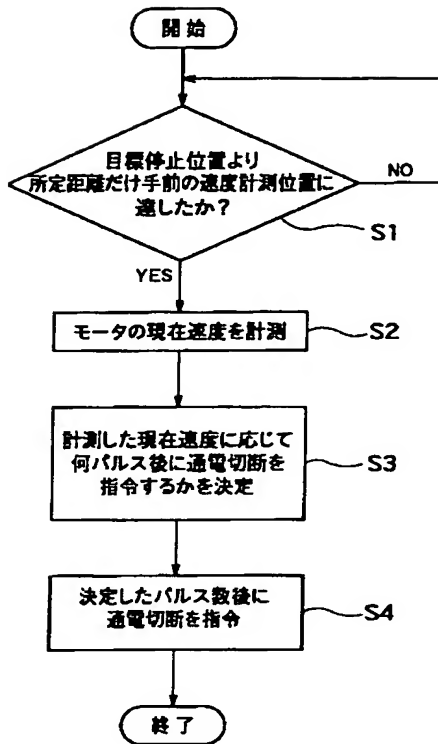 開始
目標停止位置より
所定距離だけ手前の速度計測位置に
達したか?
NO
S1
YES
モータの現在速度を計測
S2
計測した現在速度に応じて
何パルス後に通電切断を
指令するかを決定
S3
決定したパルス数後に
通電切断を指令
S4
終了